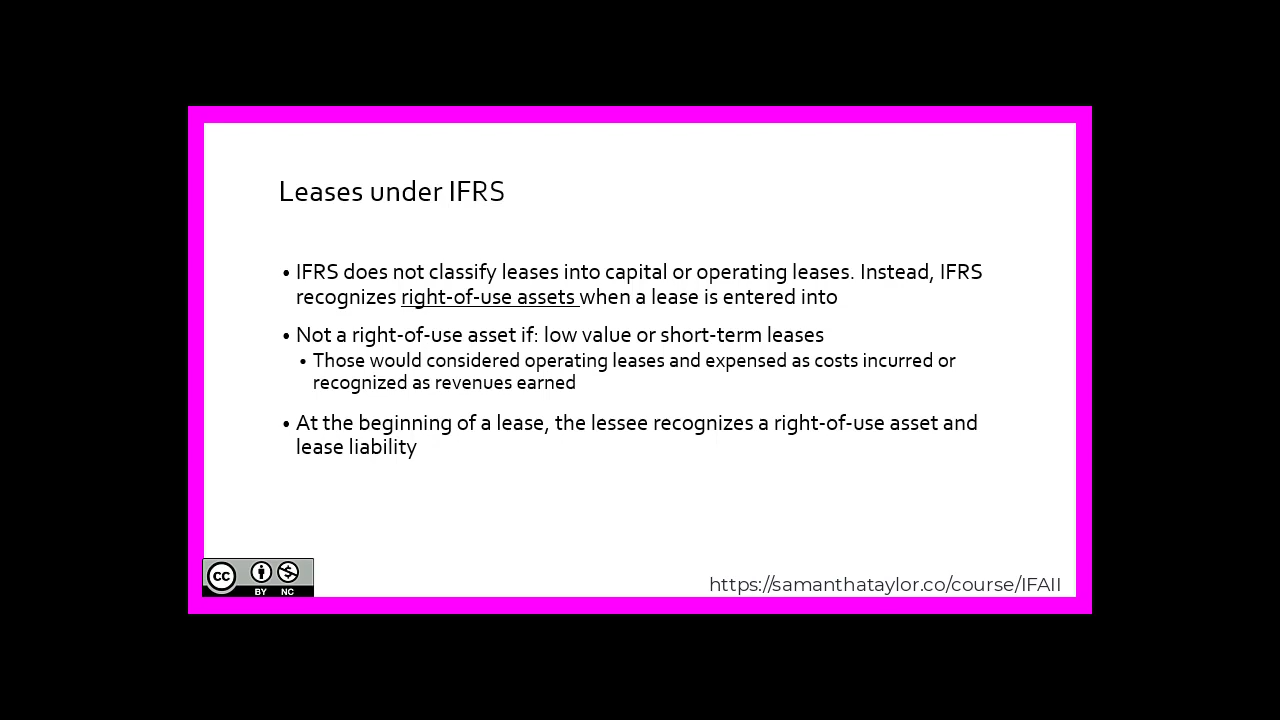 Leases under IFRS
• IFRS does not classify leases into capital or operating leases. Instead, IFRS
recognizes right-of-use assets when a lease is entered into
• Not a right-of-use asset if: low value or short-term leases
• Those would considered operating leases and expensed as costs incurred or
recognized as revenues earned
• At the beginning of a lease, the lessee recognizes a right-of-use asset and
lease liability
cc
BY NC
https://samanthataylor.co/course/IFAII